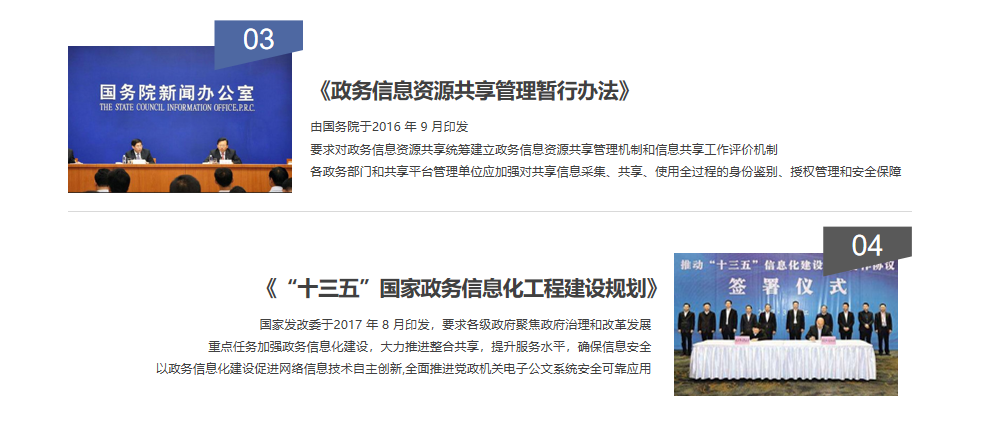 03
国务院新闻办公室
THE STATE COUNCIL INFORMATION OFFICE,P.R.C.
《政务信息资源共享管理暂行办法》
由国务院于2016 年 9 月印发
要求对政务信息资源共享统筹建立政务信息资源共享管理机制和信息共享工作评价机制
各政务部门和共享平台管理单位应加强对共享信息采集、共享、使用全过程的身份鉴别、授权管理和安全保障
04
推动“十三五”信息化建设 作协议
签署仪式
《“十三五”国家政务信息化工程建设规划》
国家发改委于2017 年 8 月印发，要求各级政府聚焦政府治理和改革发展
重点任务加强政务信息化建设，大力推进整合共享，提升服务水平，确保信息安全
以政务信息化建设促进网络信息技术自主创新,全面推进党政机关电子公文系统安全可靠应用